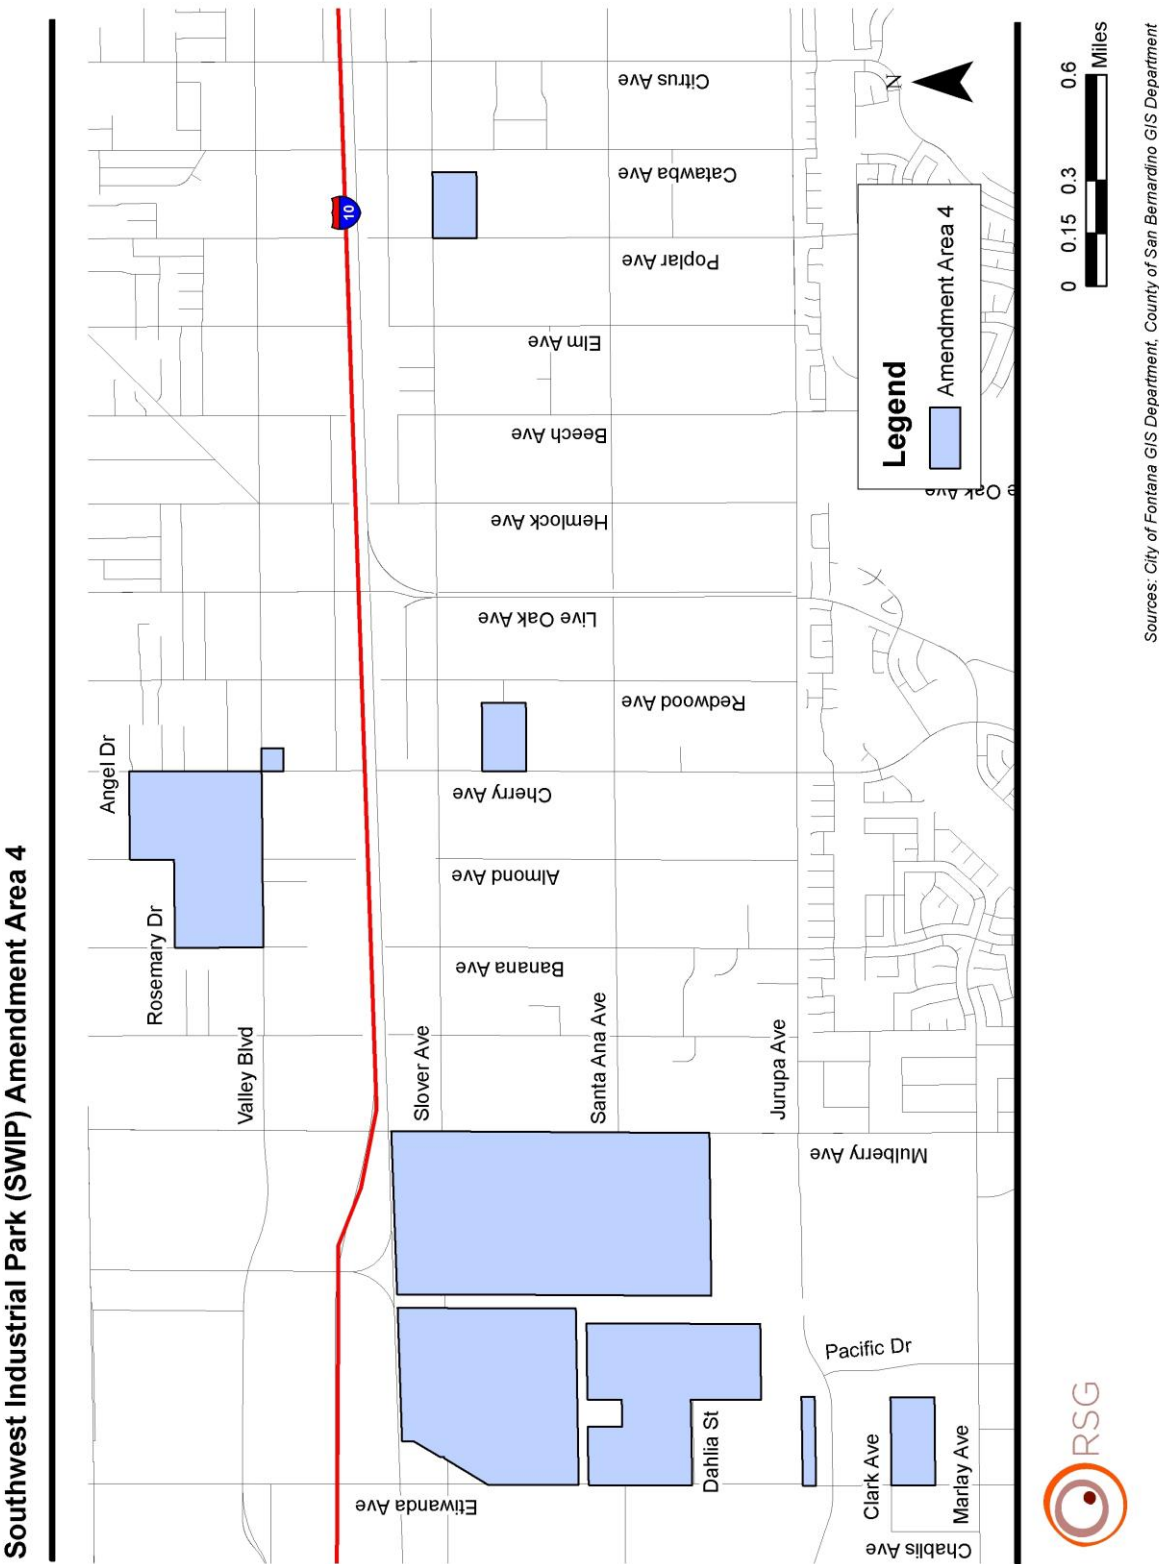 Southwest Industrial Park (SWIP) Amendment Area 4
Angel Dr
Rosemary Dr
Valley Blvd
10
Etiwanda Ave
Slover Ave
Banana Ave
Almond Ave
Cherry Ave
Live Oak Ave
Hemlock Ave
Beech Ave
Elm Ave
Redwood Ave
Poplar Ave
Catawba Ave
Citrus Ave
Santa Ana Ave
Dahlia St
Jurupa Ave
Mulberry Ave
Pacific Dr
Clark Ave
Marlay Ave
Chablis Ave
Oak Ave
N
Legend
Amendment Area 4
0 0.15 0.3 0.6
Miles
RSG
Sources: City of Fontana GIS Department, County of San Bernardino GIS Department